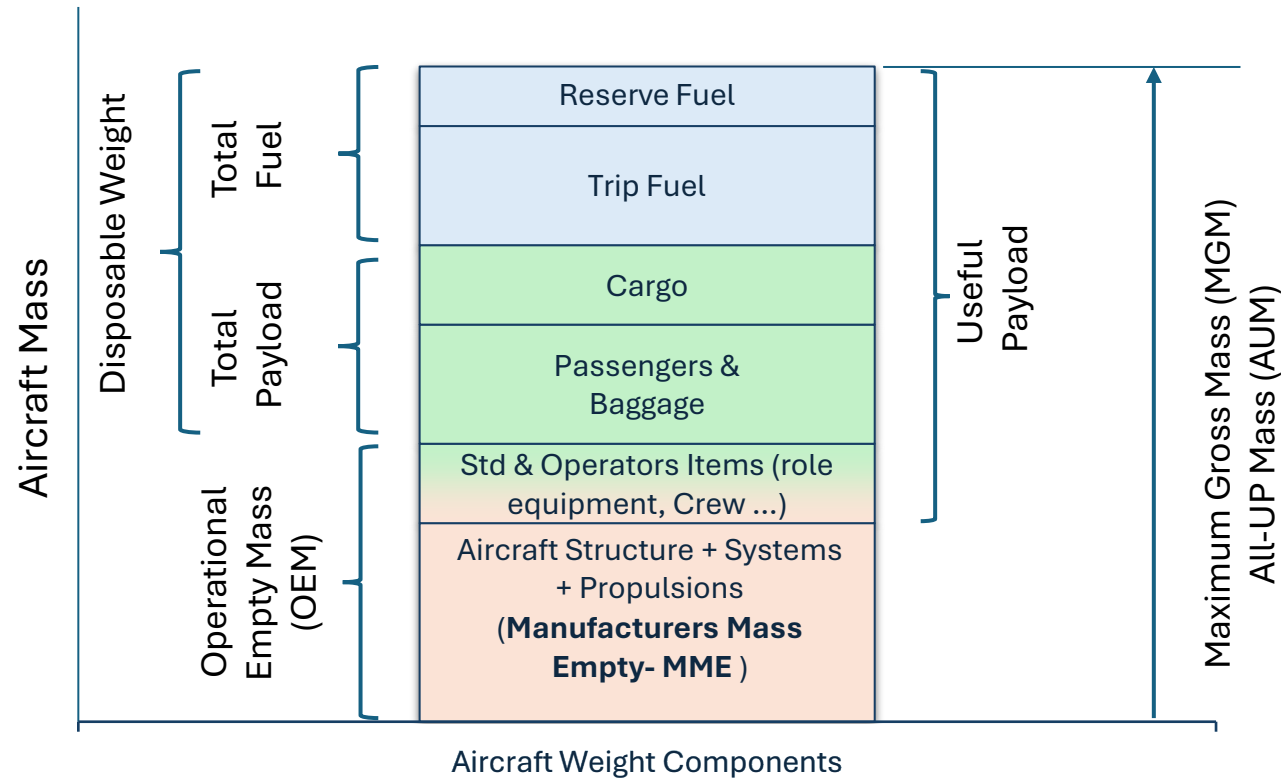 Aircraft Mass
Disposable Weight
Total
Fuel
Total
Payload
Operational
Empty Mass
(OEM)
Reserve Fuel
Trip Fuel
Cargo
Passengers &
Baggage
Std & Operators Items (role
equipment, Crew ...)
Aircraft Structure + Systems
+ Propulsions
(Manufacturers Mass
Empty- MME )
Useful
Payload
Maximum Gross Mass (MGM)
All-UP Mass (AUM)
Aircraft Weight Components